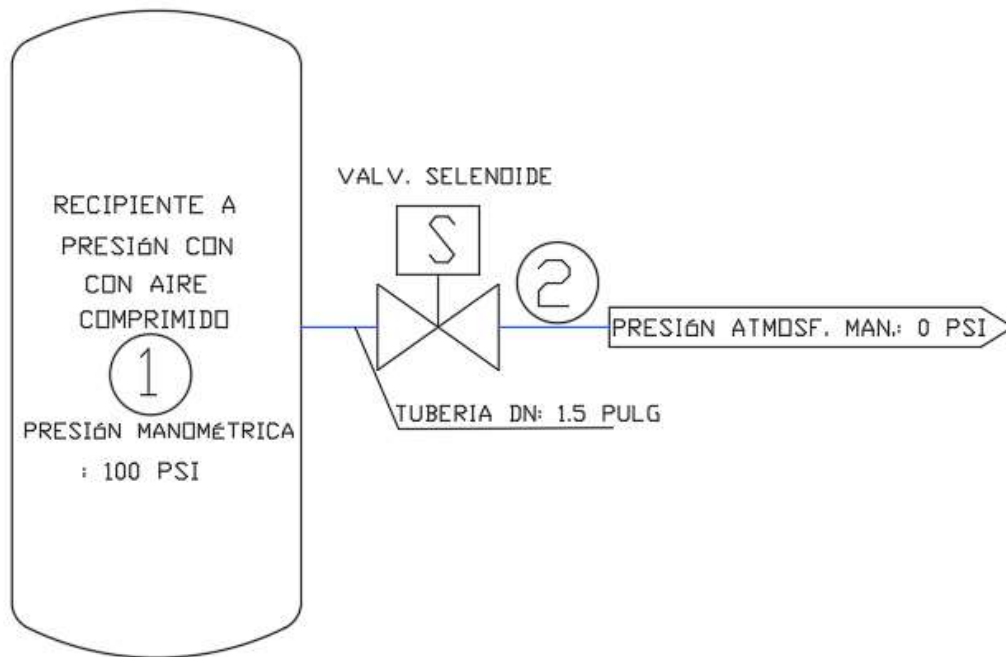 RECIPIENTE A
PRESIóN CON
CON AIRE
COMPRIMIDO
1
PRESIóN MANOMéTRICA
: 100 PSI
VALV. SELENOIDE
S
2
PRESIóN ATMOSF. MAN.: 0 PSI
TUBERIA DN: 1.5 PULG